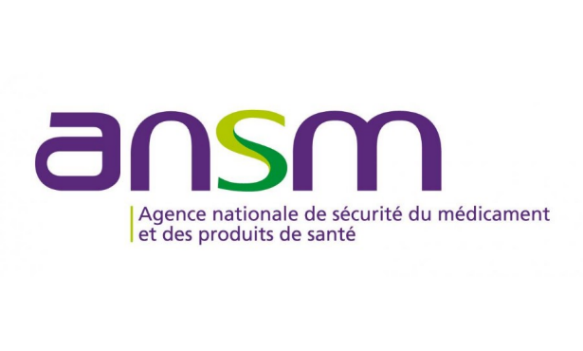 ansm
Agence nationale de sécurité du médicament
et des produits de santé